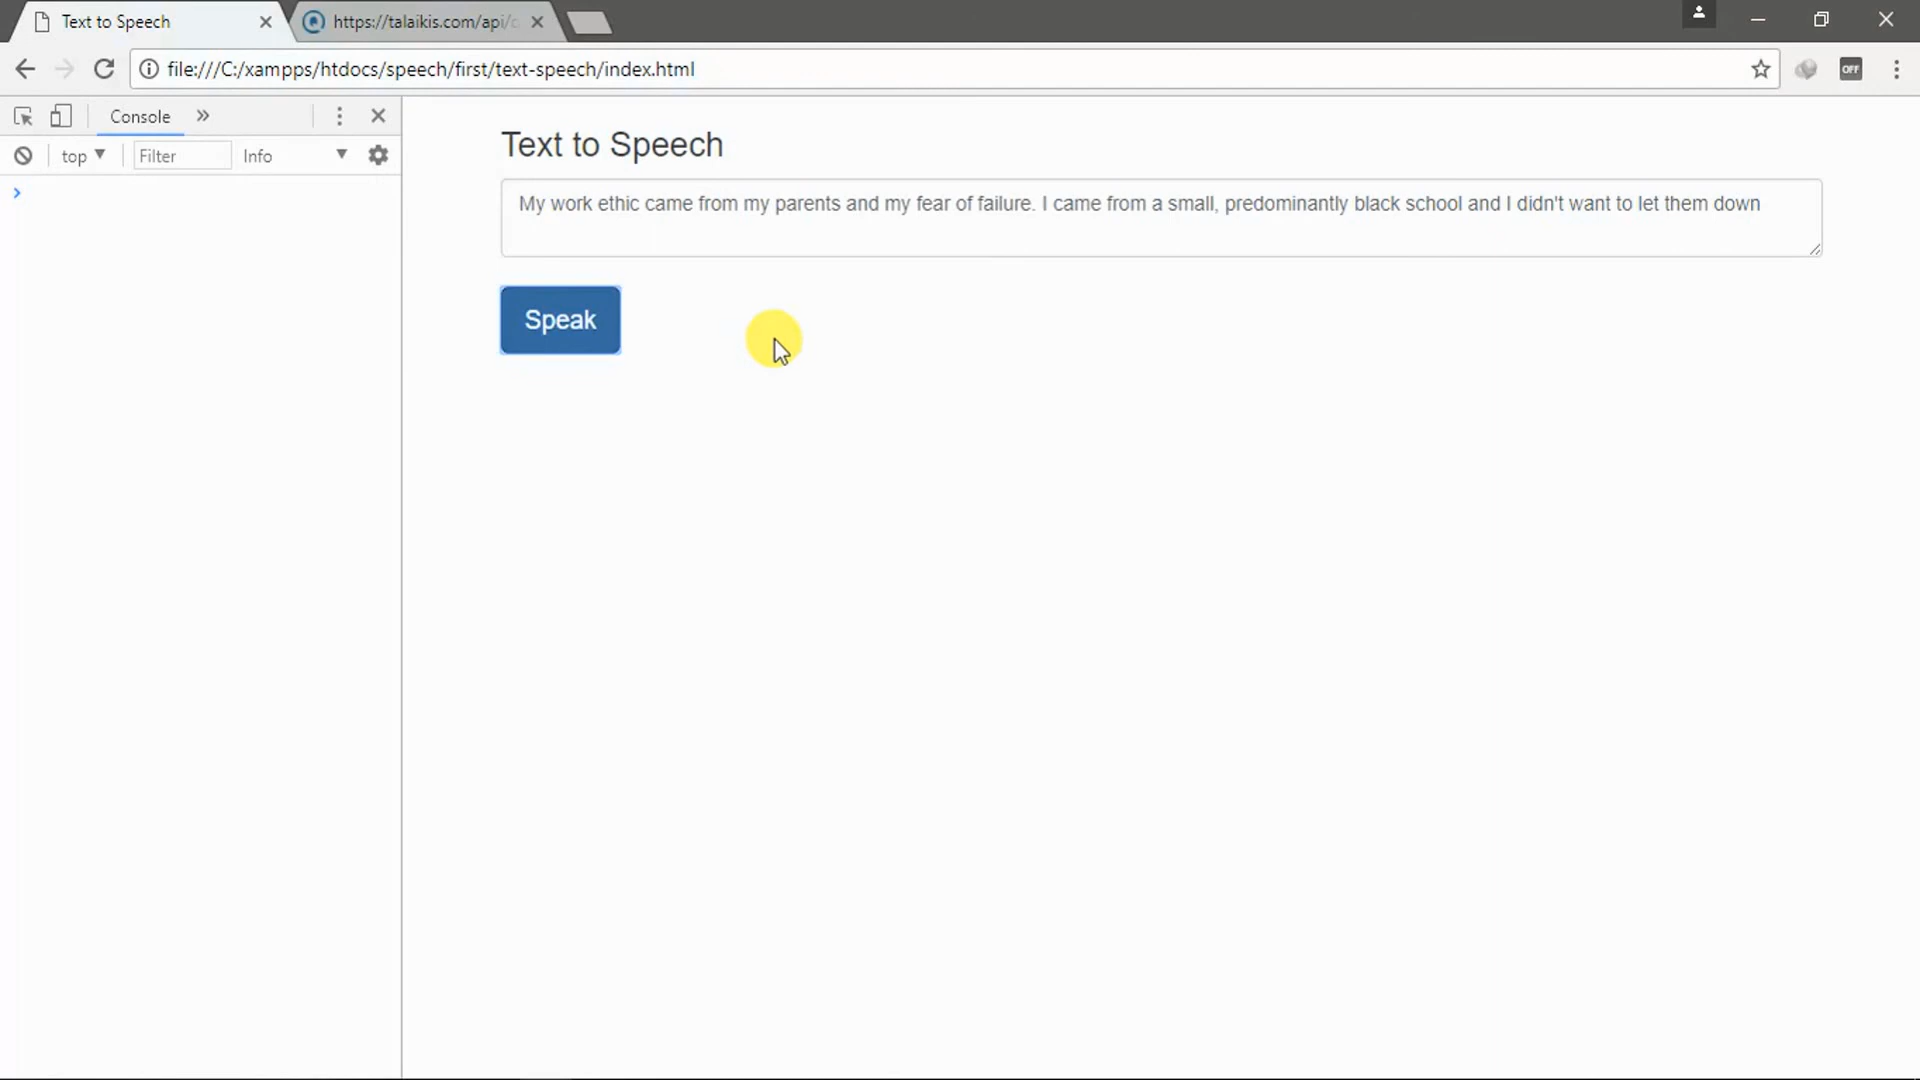 Text to Speech
https://talaikis.com/api/
file:///C:/xampps/htdocs/speech/first/text-speech/index.html
OFF
Console
top
Filter
Info
Text to Speech
My work ethic came from my parents and my fear of failure. I came from a small, predominantly black school and I didn't want to let them down
Speak